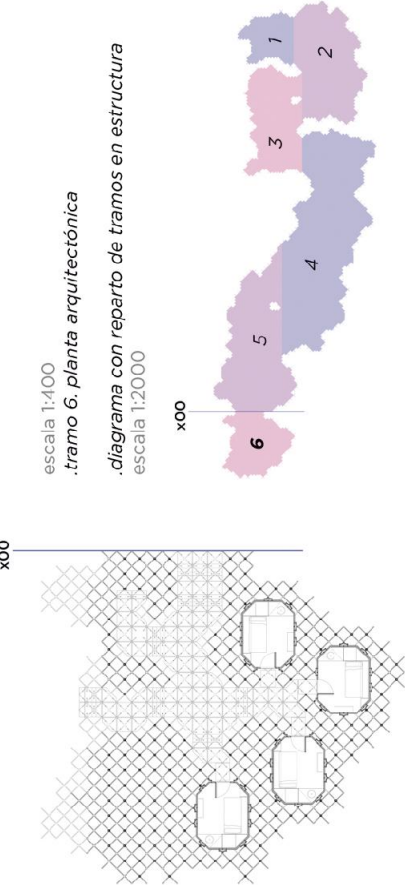 escala 1:400
.tramo 6. planta arquitectónica
.diagrama con reparto de tramos en estructura
escala 1:2000
x00
x00
1
2
3
4
5
6